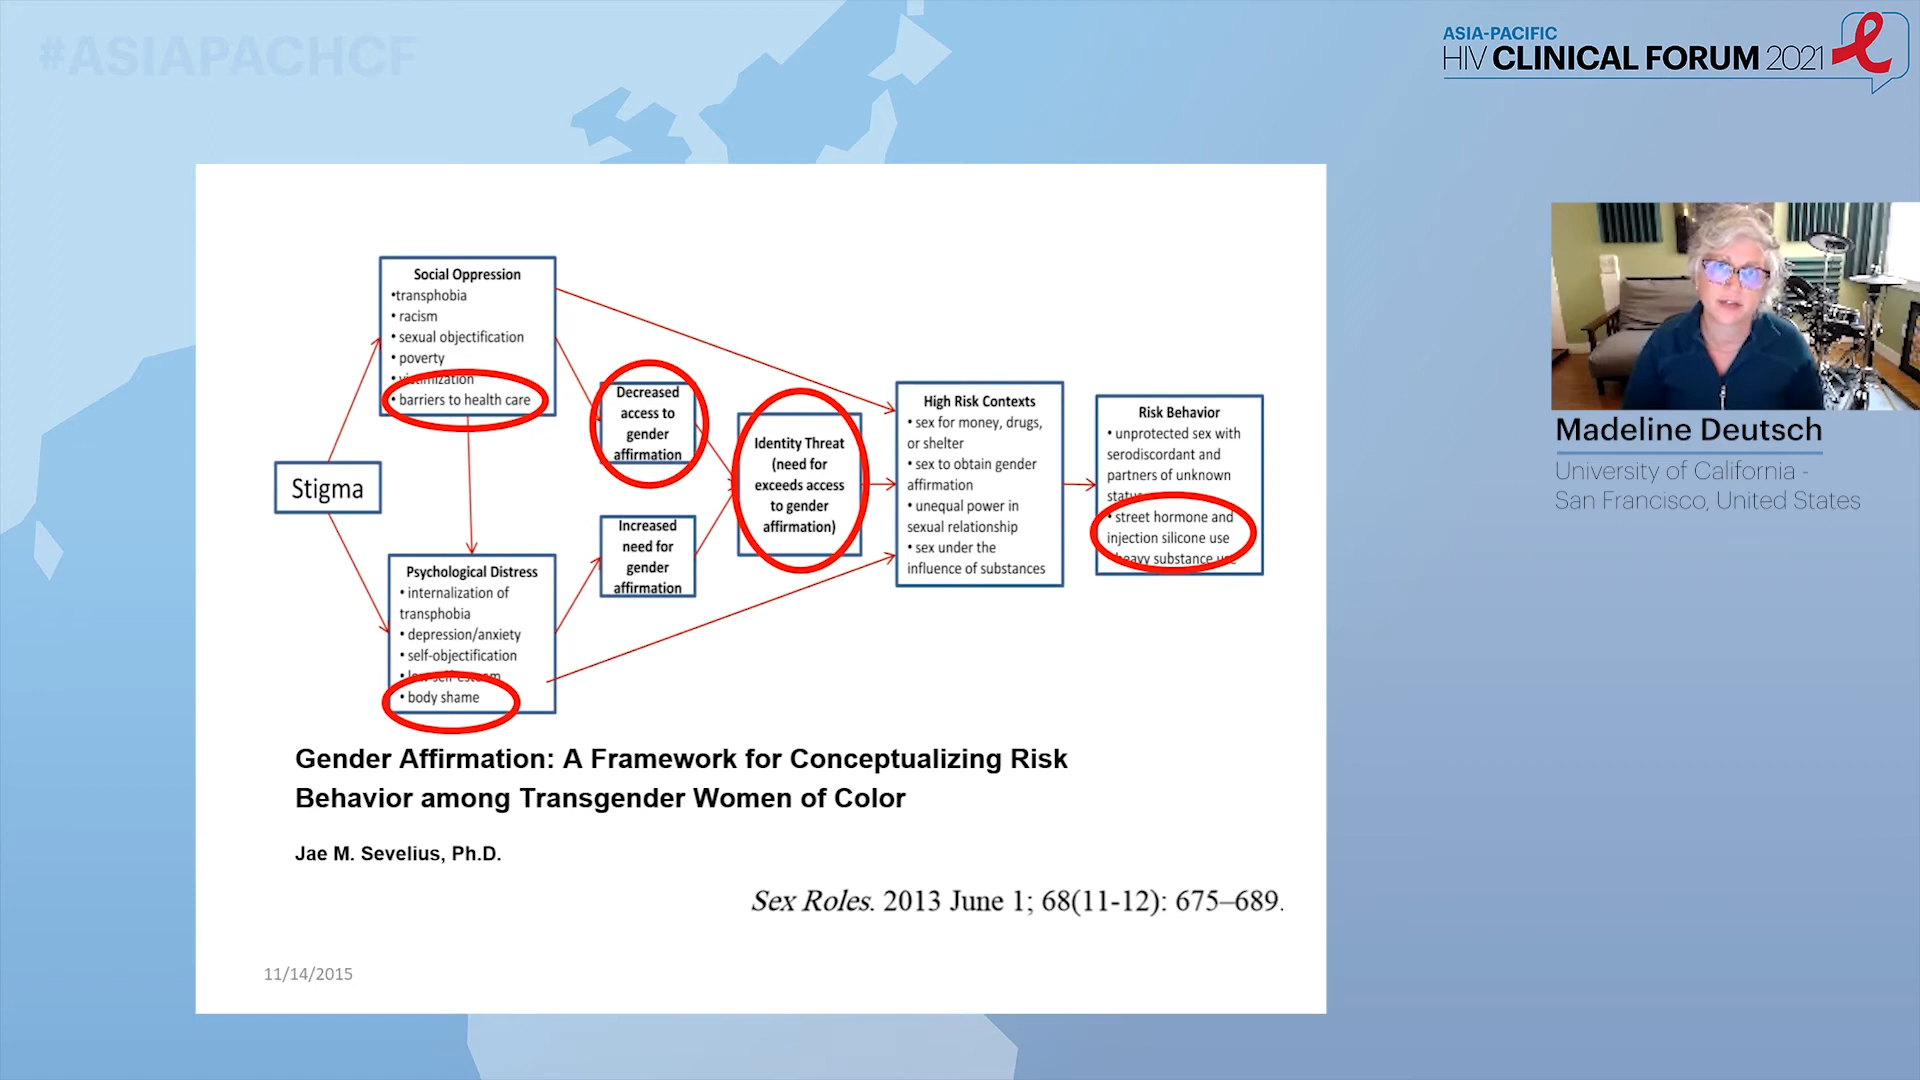 #ASIAPACHCF
ASIA-PACIFIC
HIV CLINICAL FORUM 2021
Social Oppression
•transphobia
• racism
• sexual objectification
• poverty
• victimization
• barriers to health care
Stigma
Psychological Distress
• internalization of
transphobia
• depression/anxiety
• self-objectification
• low self-esteem
• body shame
Decreased
access to
gender
affirmation
Increased
need for
gender
affirmation
Identity Threat
(need for
exceeds access
to gender
affirmation)
High Risk Contexts
• sex for money, drugs,
or shelter
• sex to obtain gender
affirmation
• unequal power in
sexual relationship
• sex under the
influence of substances
Risk Behavior
• unprotected sex with
serodiscordant and
partners of unknown
status
• street hormone and
injection silicone use
• heavy substance use
Gender Affirmation: A Framework for Conceptualizing Risk
Behavior among Transgender Women of Color
Jae M. Sevelius, Ph.D.
Sex Roles. 2013 June 1; 68(11-12): 675–689.
11/14/2015
Madeline Deutsch
University of California -
San Francisco, United States